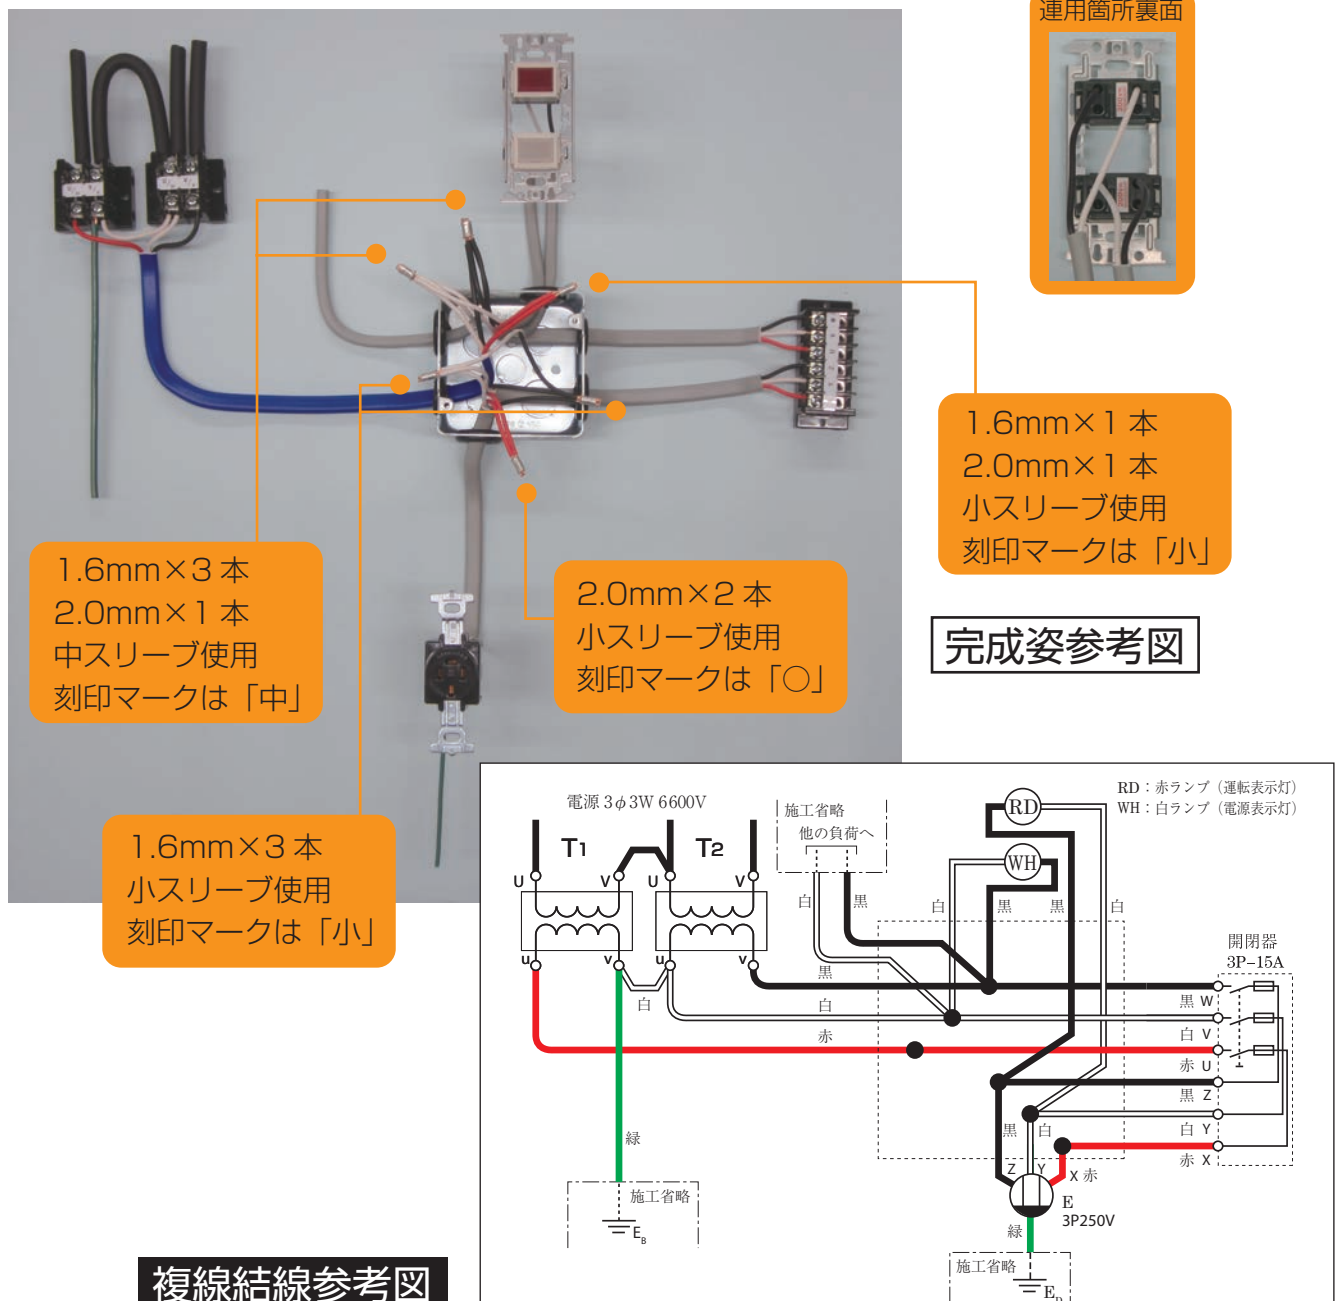 運用箇所裏面
1.6mm×1本
2.0mm×1本
小スリーブ使用
刻印マークは「小」
1.6mm×3本
2.0mm×1本
中スリーブ使用
刻印マークは「中」
2.0mm×2本
小スリーブ使用
刻印マークは「○」
完成姿参考図
1.6mm×3本
小スリーブ使用
刻印マークは「小」
電源 3φ3W 6600V
施工省略
他の負荷へ
RD：赤ランプ（運転表示灯）
WH：白ランプ（電源表示灯）
RD
WH
T1
T2
U
V
U
V
u
v
u
v
白
黒
白
黒
黒
白
開閉器
3P−15A
黒
白
白
赤
黒 W
白 V
赤 U
黒 Z
白 Y
赤 X
緑
黒
白
Z
Y
X 赤
E
3P250V
緑
施工省略
EB
施工省略
ED
複線結線参考図